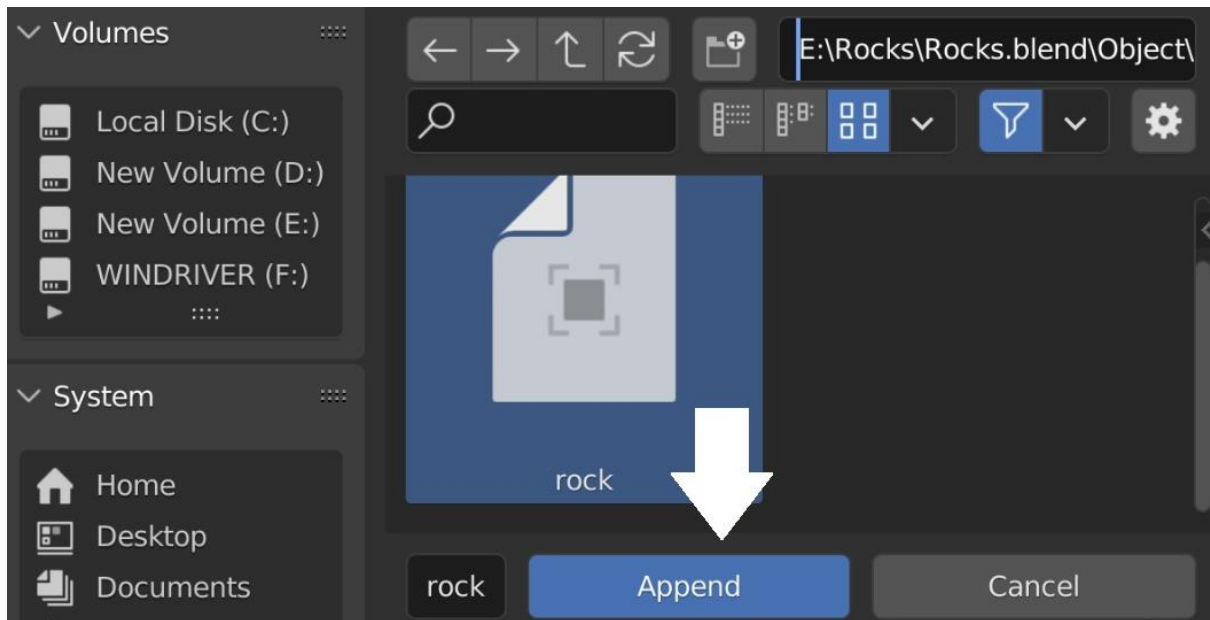 Volumes
Local Disk (C:)
New Volume (D:)
New Volume (E:)
WINDRIVER (F:)
System
Home
Desktop
Documents
E:\Rocks\Rocks.blend\Object\
rock
rock
Append
Cancel